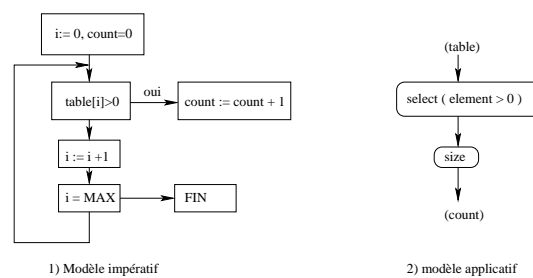 i:= 0, count=0
table[i]>0
oui
count := count + 1
i := i +1
i = MAX
FIN
1) Modèle impératif
(table)
select ( element > 0 )
size
(count)
2) modèle applicatif